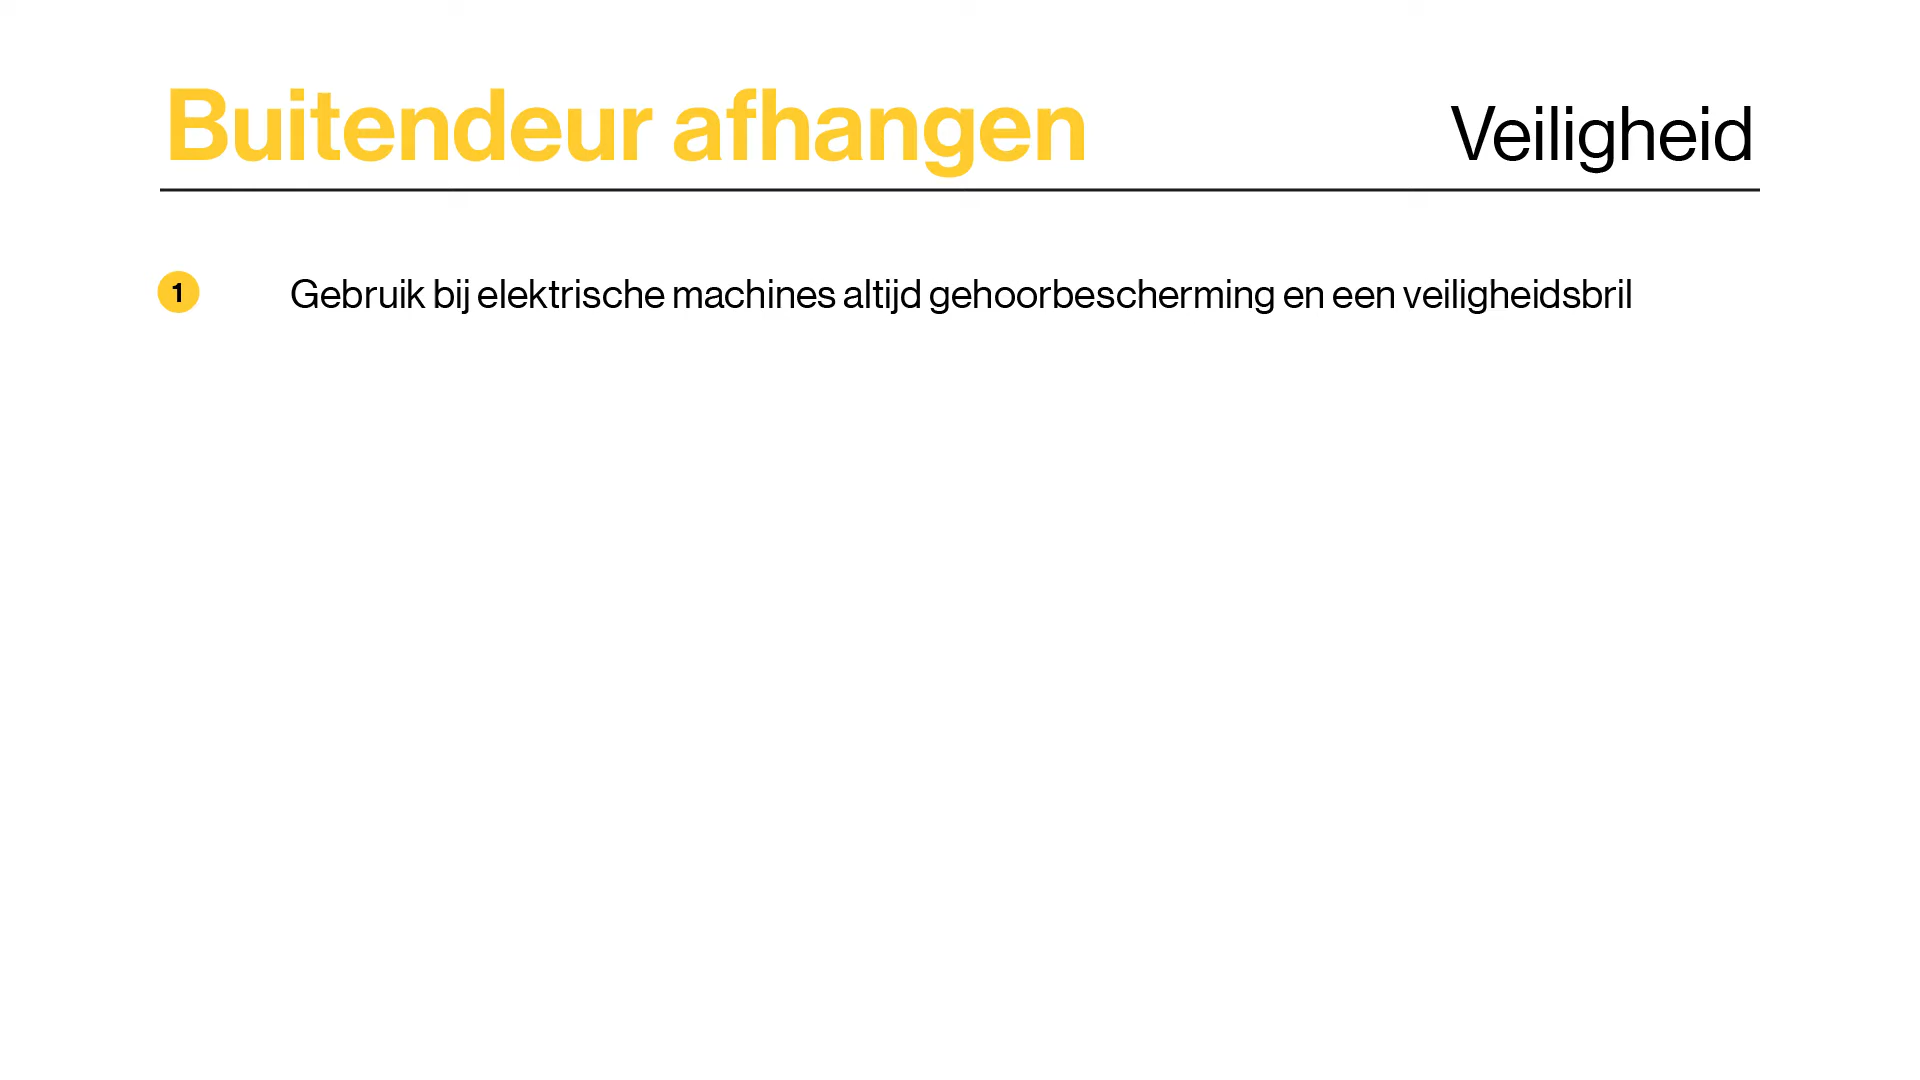 Buitendeur afhangen
Veiligheid
1 Gebruik bij elektrische machines altijd gehoorbescherming en een veiligheidsbril